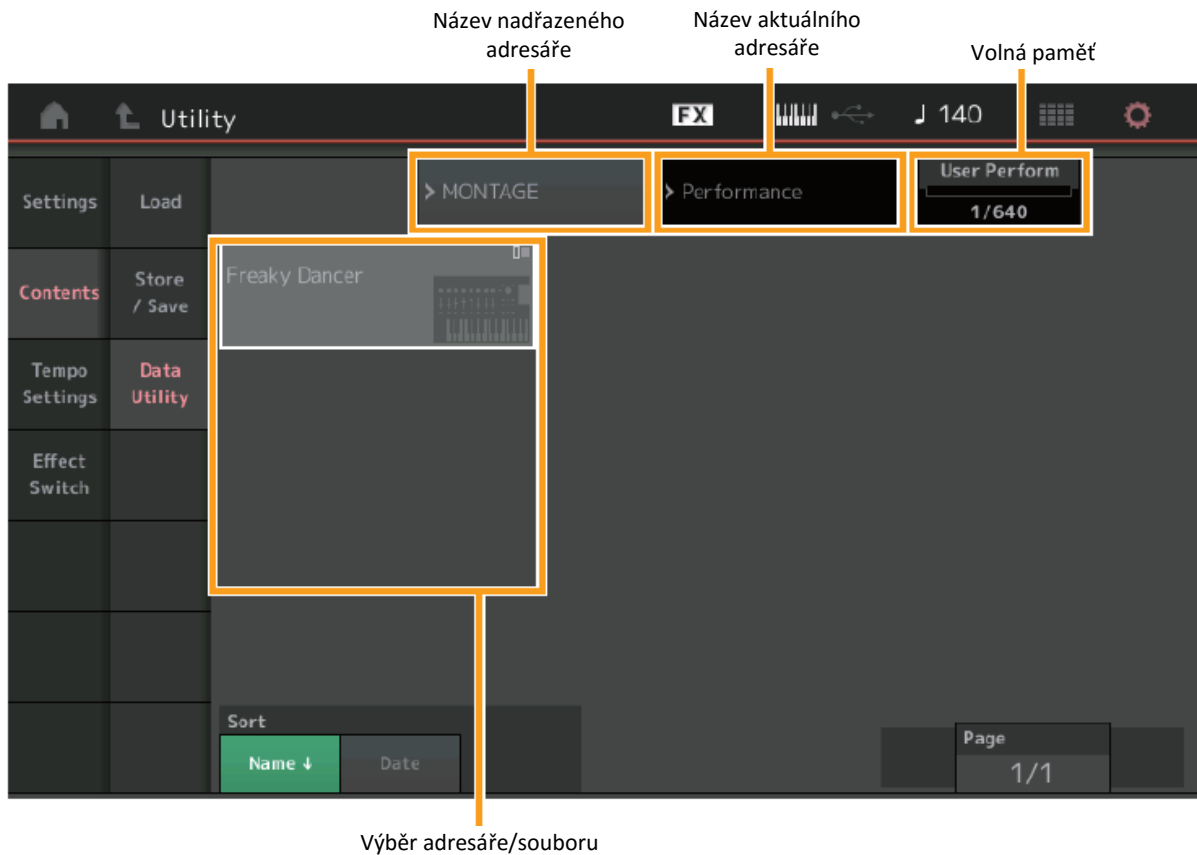 Název nadřazeného
adresáře
Název aktuálního
adresáře
Volná paměť
Utility
FX
140
Settings
Load
MONTAGE
Performance
User Perform
1/640
Contents
Store
/ Save
Freaky Dancer
Tempo
Settings
Data
Utility
Effect
Switch
Sort
Name ↓
Date
Page
1/1
Výběr adresáře/souboru